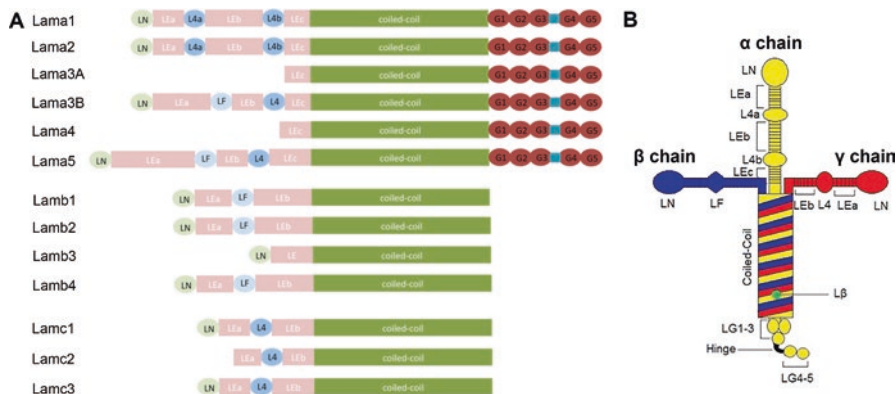 A
Lama1 LN LEa L4a LEb L4b LEc coiled-coil G1 G2 G3 G4 G5
Lama2 LN LEa L4a LEb L4b LEc coiled-coil G1 G2 G3 G4 G5
Lama3A LEc coiled-coil G1 G2 G3 G4 G5
Lama3B LN LEa LF LEb L4 LEc coiled-coil G1 G2 G3 G4 G5
Lama4 LEc coiled-coil G1 G2 G3 G4 G5
Lama5 LN LEa LF LEb L4 LEc coiled-coil G1 G2 G3 G4 G5
Lamb1 LN LEa LF LEb coiled-coil
Lamb2 LN LEa LF LEb coiled-coil
Lamb3 LN LE coiled-coil
Lamb4 LN LEa LF LEb coiled-coil
Lamc1 LN LEa L4 LEb coiled-coil
Lamc2 LEa L4 LEb coiled-coil
Lamc3 LN LEa L4 LEb coiled-coil
B
α chain
LN
LEa
L4a
LEb
L4b
LEc
β chain
γ chain
LN LF
LEb L4 LEa LN
Coiled-Coil
Lβ
LG1-3
Hinge
LG4-5